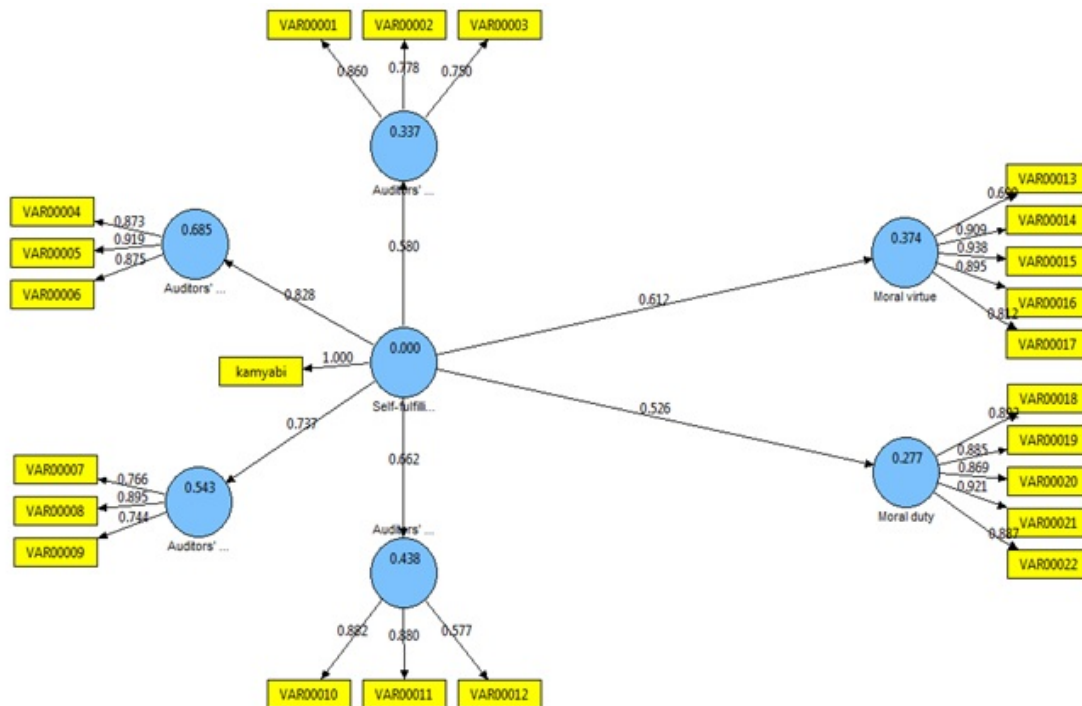 VAR00001
VAR00002
VAR00003
0.860
0.778
0.750
0.337
Auditors' ...
VAR00004
VAR00005
VAR00006
0.873
0.919
0.875
0.685
Auditors' ...
0.828
0.580
kamyabi
1.000
0.000
Self-fulfilli...
0.612
0.374
Moral virtue
VAR00013
VAR00014
VAR00015
VAR00016
VAR00017
0.909
0.938
0.895
0.812
0.526
0.277
Moral duty
VAR00018
VAR00019
VAR00020
VAR00021
VAR00022
0.885
0.869
0.921
0.737
VAR00007
VAR00008
VAR00009
0.766
0.895
0.744
0.543
Auditors' ...
0.662
Auditors' ...
0.438
0.882
0.880
0.577
VAR00010
VAR00011
VAR00012